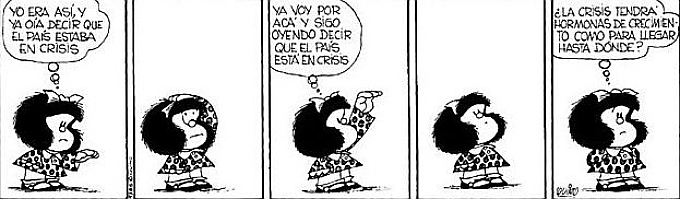 YO ERA ASÍ, Y
YA OÍA DECIR QUE
EL PAÍS ESTABA
EN CRISIS
YA VOY POR
ACÁ Y SIGO
OYENDO DECIR
QUE EL PAÍS
ESTÁ EN CRISIS
¿LA CRISIS TENDRÁ
HORMONAS DE CRECIMIEN-
TO COMO PARA LLEGAR
HASTA DÓNDE?